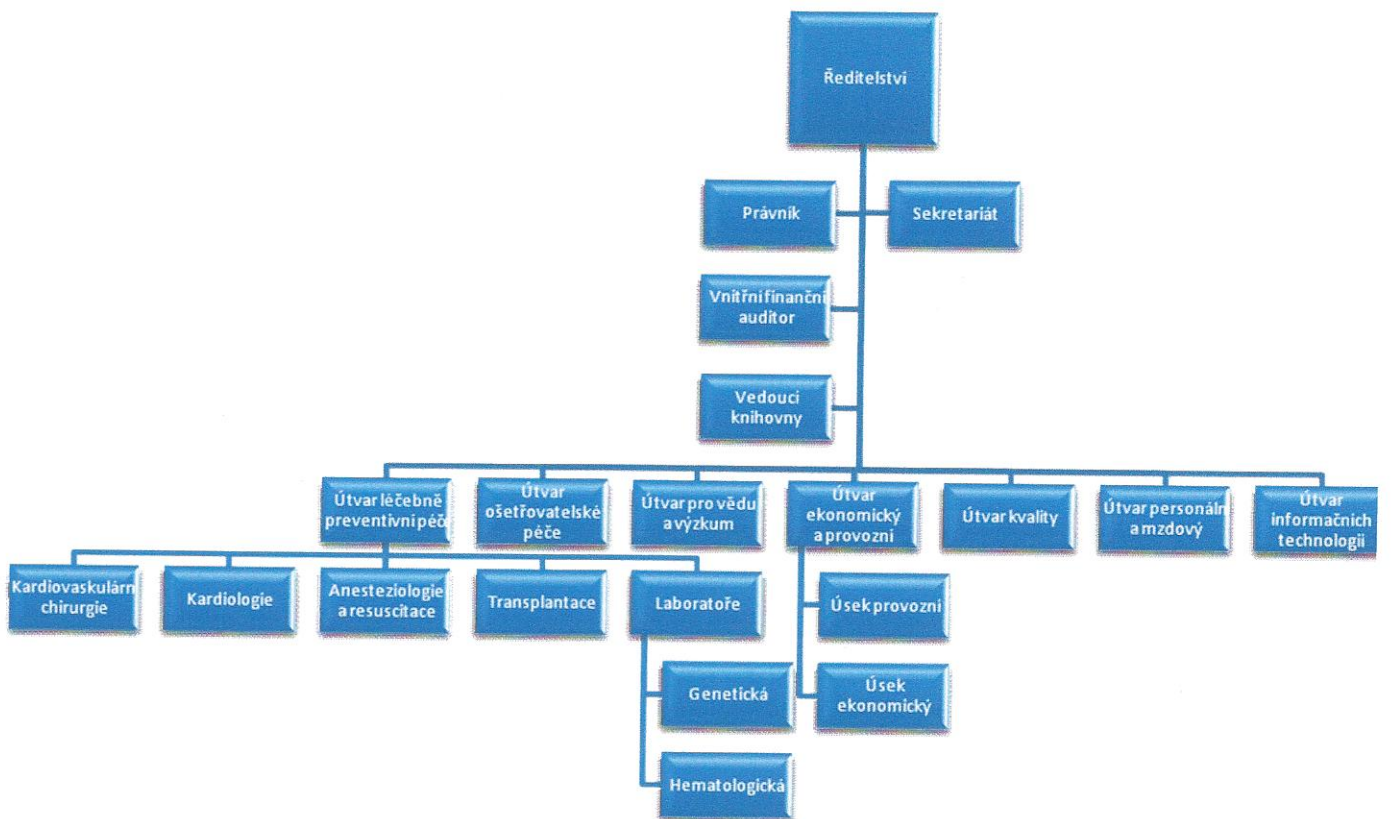 Ředitelství
Právník
Sekretariát
Vnitřní finanční
auditor
Vedoucí
knihovny
Útvar léčebně
preventivní péč
Útvar
ošetřovatelské
péče
Útvar pro vědu
a výzkum
Útvar
ekonomický
a provozní
Útvar kvality
Útvar personáln
a mzdový
Útvar
informačních
technologií
Kardiovaskulárn
chirurgie
Kardiologie
Anesteziologie
a resuscitace
Transplantace
Laboratoře
Úsek provozní
Genetická
Úsek
ekonomický
Hematologická